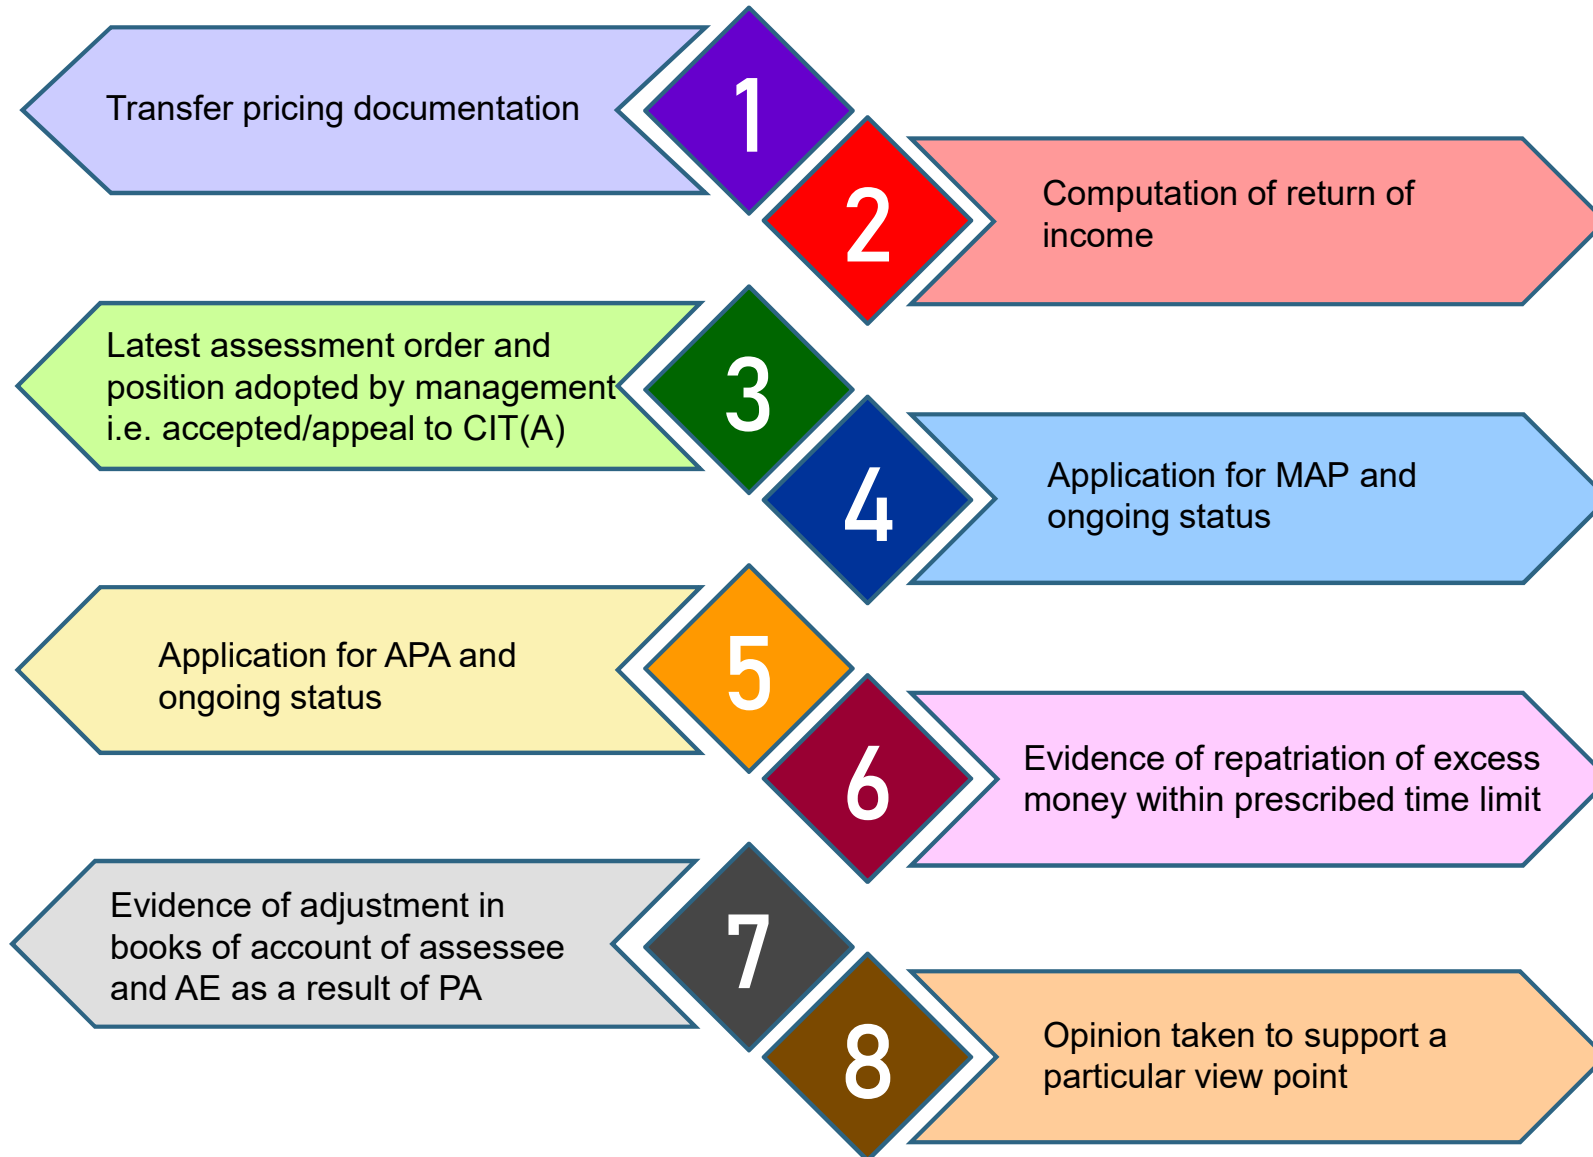 1
Transfer pricing documentation
2
Computation of return of
income
3
Latest assessment order and
position adopted by management
i.e. accepted/appeal to CIT(A)
4
Application for MAP and
ongoing status
5
Application for APA and
ongoing status
6
Evidence of repatriation of excess
money within prescribed time limit
7
Evidence of adjustment in
books of account of assessee
and AE as a result of PA
8
Opinion taken to support a
particular view point